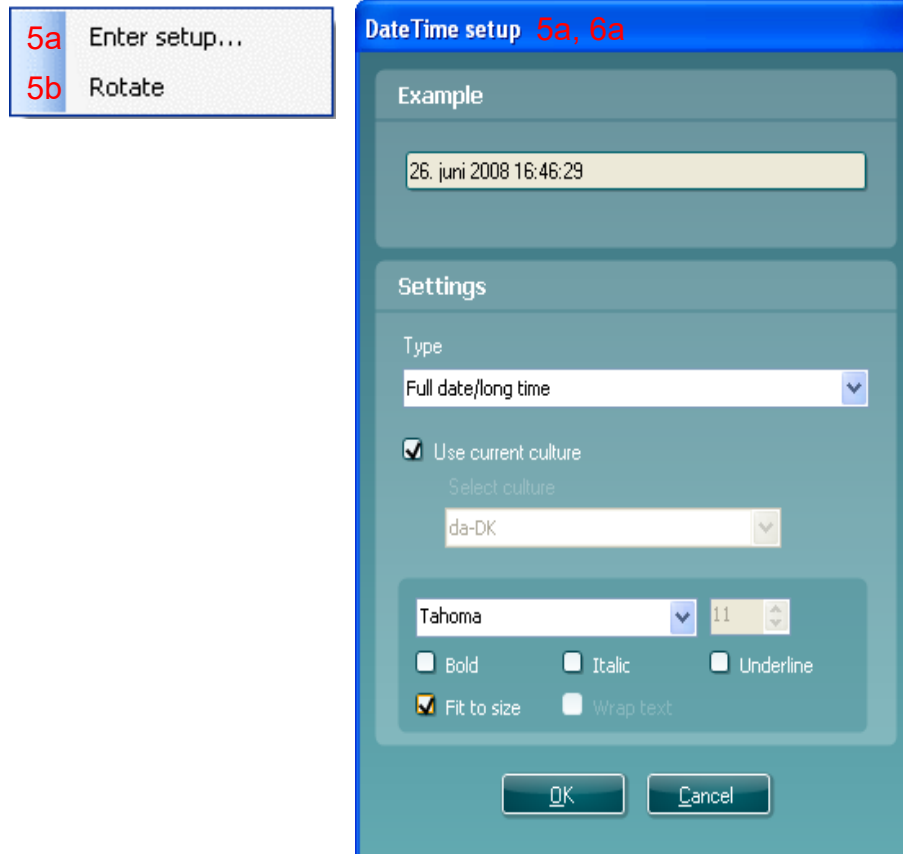 5a Enter setup...
5b Rotate
DateTime setup 5a, 6a
Example
26. juni 2008 16:46:29
Settings
Type
Full date/long time
Use current culture
Select culture
da-DK
Tahoma 11
Bold Italic Underline
Fit to size Wrap text
OK Cancel